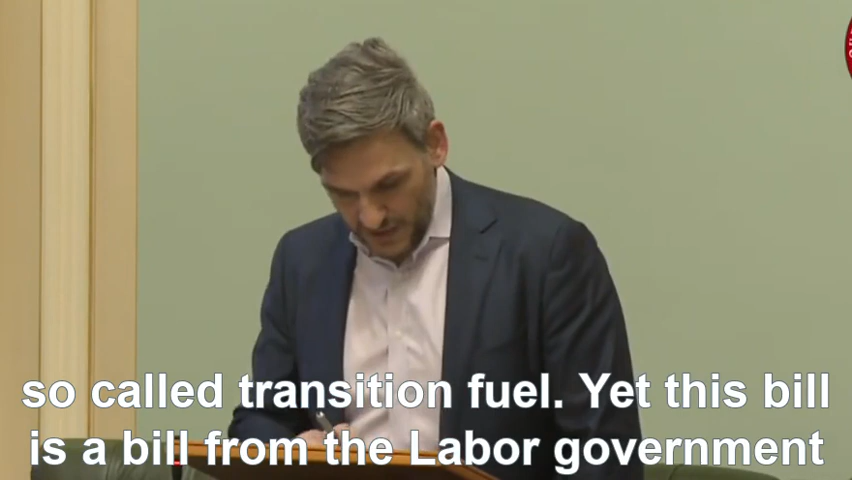 so called transition fuel. Yet this bill
is a bill from the Labor government